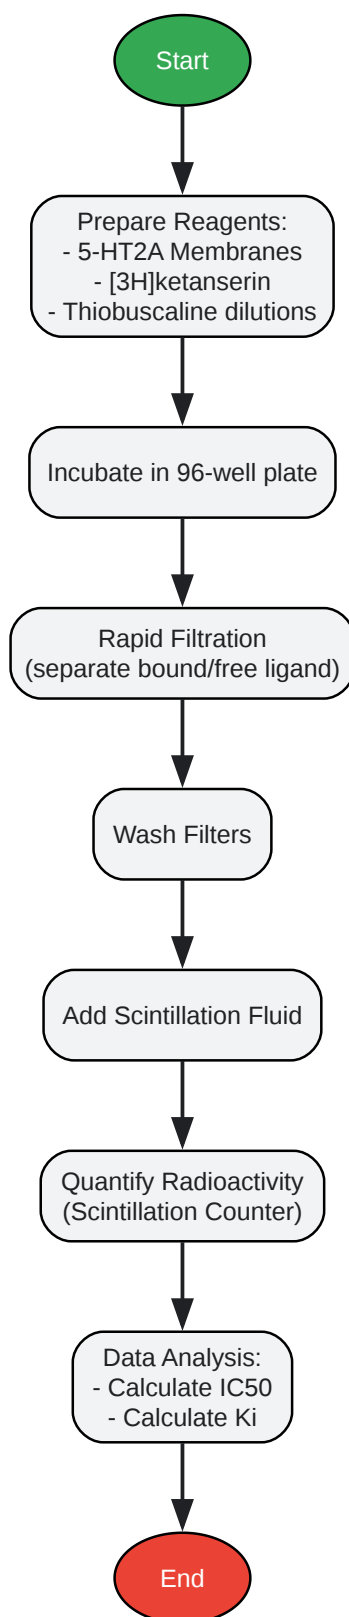 Start
Prepare Reagents:
- 5-HT2A Membranes
- [3H]ketanserin
- Thiobuscaline dilutions
Incubate in 96-well plate
Rapid Filtration
(separate bound/free ligand)
Wash Filters
Add Scintillation Fluid
Quantify Radioactivity
(Scintillation Counter)
Data Analysis:
- Calculate IC50
- Calculate Ki
End